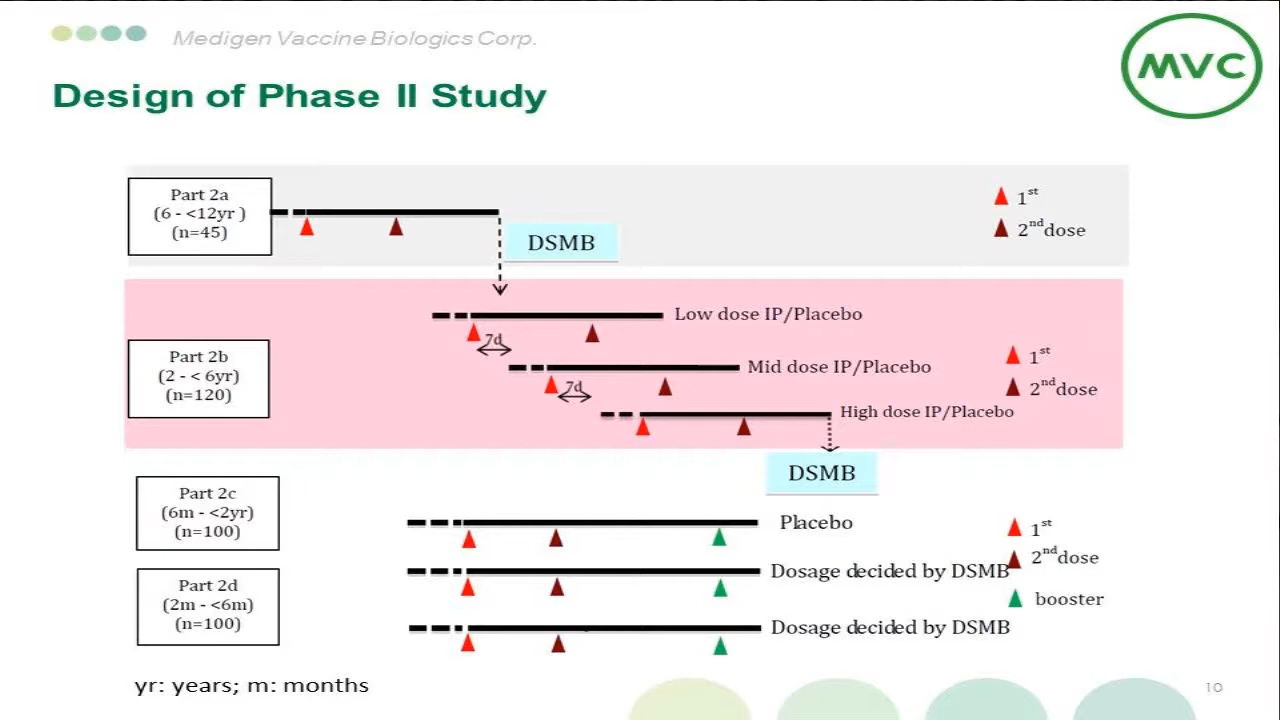 Medigen Vaccine Biologics Corp.
MVC
Design of Phase II Study
Part 2a
(6 - <12yr )
(n=45)
DSMB
1st
2nd dose
Low dose IP/Placebo
7d
Part 2b
(2 - < 6yr)
(n=120)
Mid dose IP/Placebo
7d
High dose IP/Placebo
1st
2nd dose
DSMB
Part 2c
(6m - <2yr)
(n=100)
Placebo
Dosage decided by DSMB
Part 2d
(2m - <6m)
(n=100)
Dosage decided by DSMB
1st
2nd dose
booster
yr: years; m: months
10